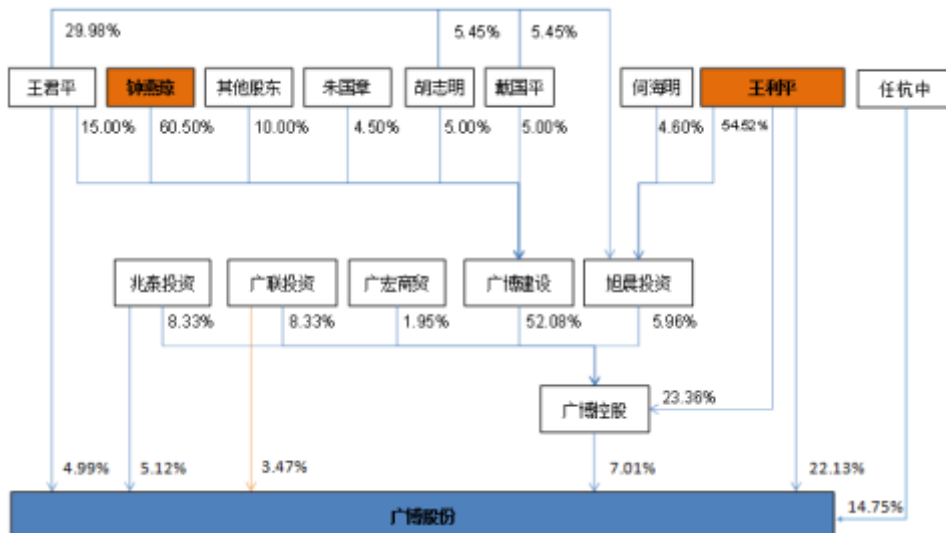 29.98% 5.45% 5.45%
王君平 钟燕琼 其他股东 朱国章 胡志明 戴国平 何海明 王利平 任杭中
15.00% 60.50% 10.00% 4.50% 5.00% 5.00% 4.60% 54.52%
兆泰投资 广联投资 广宏商贸 广博建设 旭晨投资
8.33% 8.33% 1.95% 52.08% 5.96%
广博控股 23.36%
4.99% 5.12% 3.47% 7.01% 22.13%
广博股份 14.75%